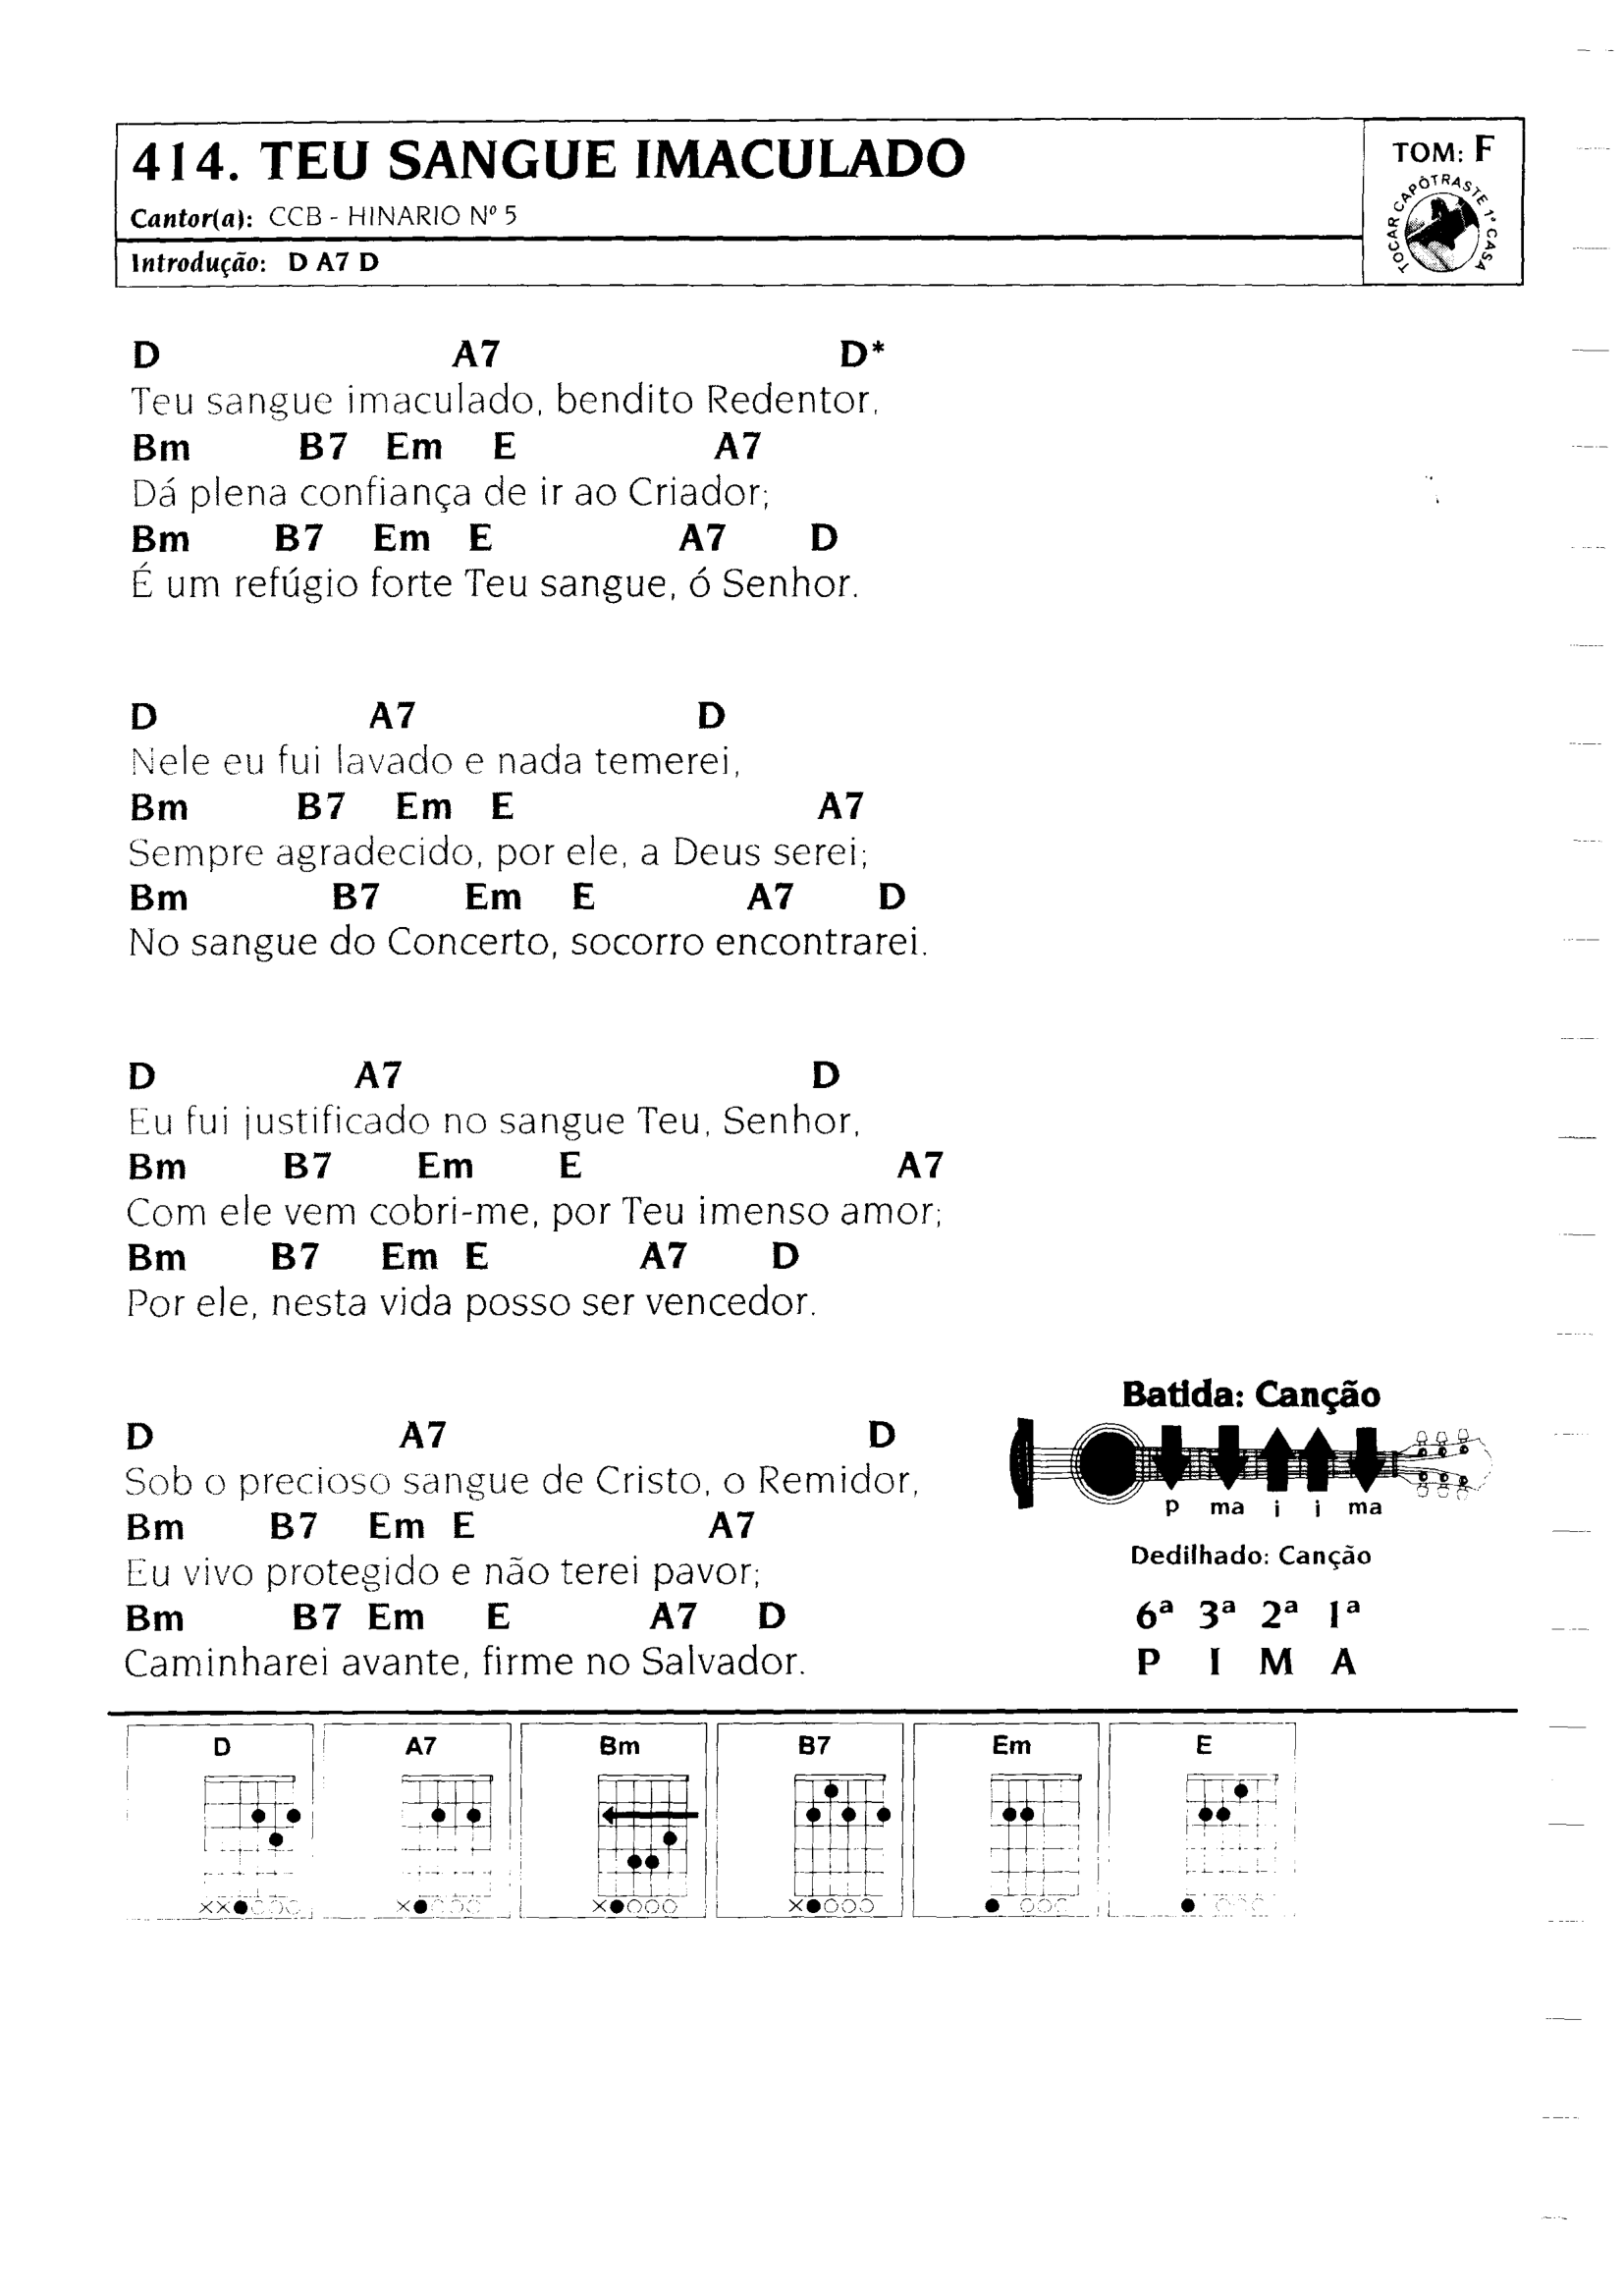 414. TEU SANGUE IMACULADO
Cantor(a): CCB - HINARIO Nº 5
Introdução: D A7 D
TOM: F
TOCAR CAPÒTRASTE 1ª CASA
D A7 D*
Teu sangue imaculado, bendito Redentor,
Bm B7 Em E A7
Dá plena confiança de ir ao Criador;
Bm B7 Em E A7 D
É um refúgio forte Teu sangue, ó Senhor.
D A7 D
Nele eu fui lavado e nada temerei,
Bm B7 Em E A7
Sempre agradecido, por ele, a Deus serei;
Bm B7 Em E A7 D
No sangue do Concerto, socorro encontrarei.
D A7 D
Eu fui justificado no sangue Teu, Senhor,
Bm B7 Em E A7
Com ele vem cobri-me, por Teu imenso amor;
Bm B7 Em E A7 D
Por ele, nesta vida posso ser vencedor.
D A7 D
Sob o precioso sangue de Cristo, o Remidor,
Bm B7 Em E A7
Eu vivo protegido e não terei pavor;
Bm B7 Em E A7 D
Caminharei avante, firme no Salvador.
Batida: Canção
p ma i i ma
Dedilhado: Canção
6ª 3ª 2ª 1ª
P I M A
D A7 Bm B7 Em E